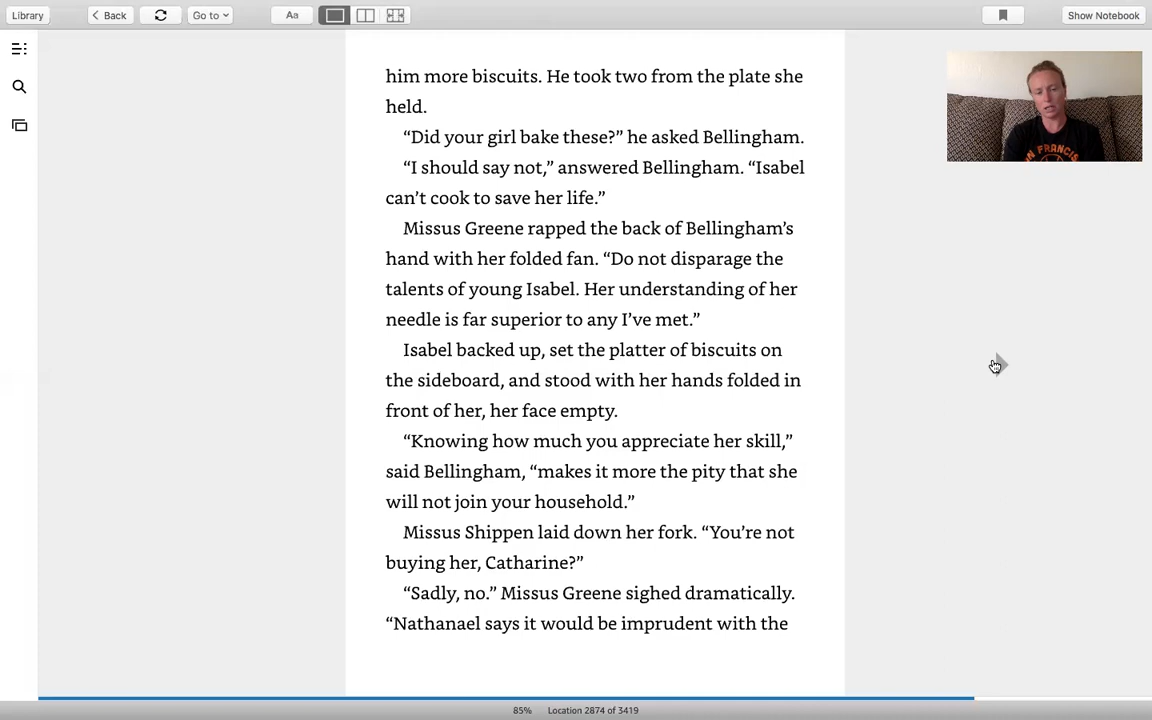 Library
Back
Go to
Aa
Show Notebook
him more biscuits. He took two from the plate she
held.
“Did your girl bake these?” he asked Bellingham.
“I should say not,” answered Bellingham. “Isabel
can’t cook to save her life.”
Missus Greene rapped the back of Bellingham’s
hand with her folded fan. “Do not disparage the
talents of young Isabel. Her understanding of her
needle is far superior to any I’ve met.”
Isabel backed up, set the platter of biscuits on
the sideboard, and stood with her hands folded in
front of her, her face empty.
“Knowing how much you appreciate her skill,”
said Bellingham, “makes it more the pity that she
will not join your household.”
Missus Shippen laid down her fork. “You’re not
buying her, Catharine?”
“Sadly, no.” Missus Greene sighed dramatically.
“Nathanael says it would be imprudent with the
N FRANCIS
85%
Location 2874 of 3419